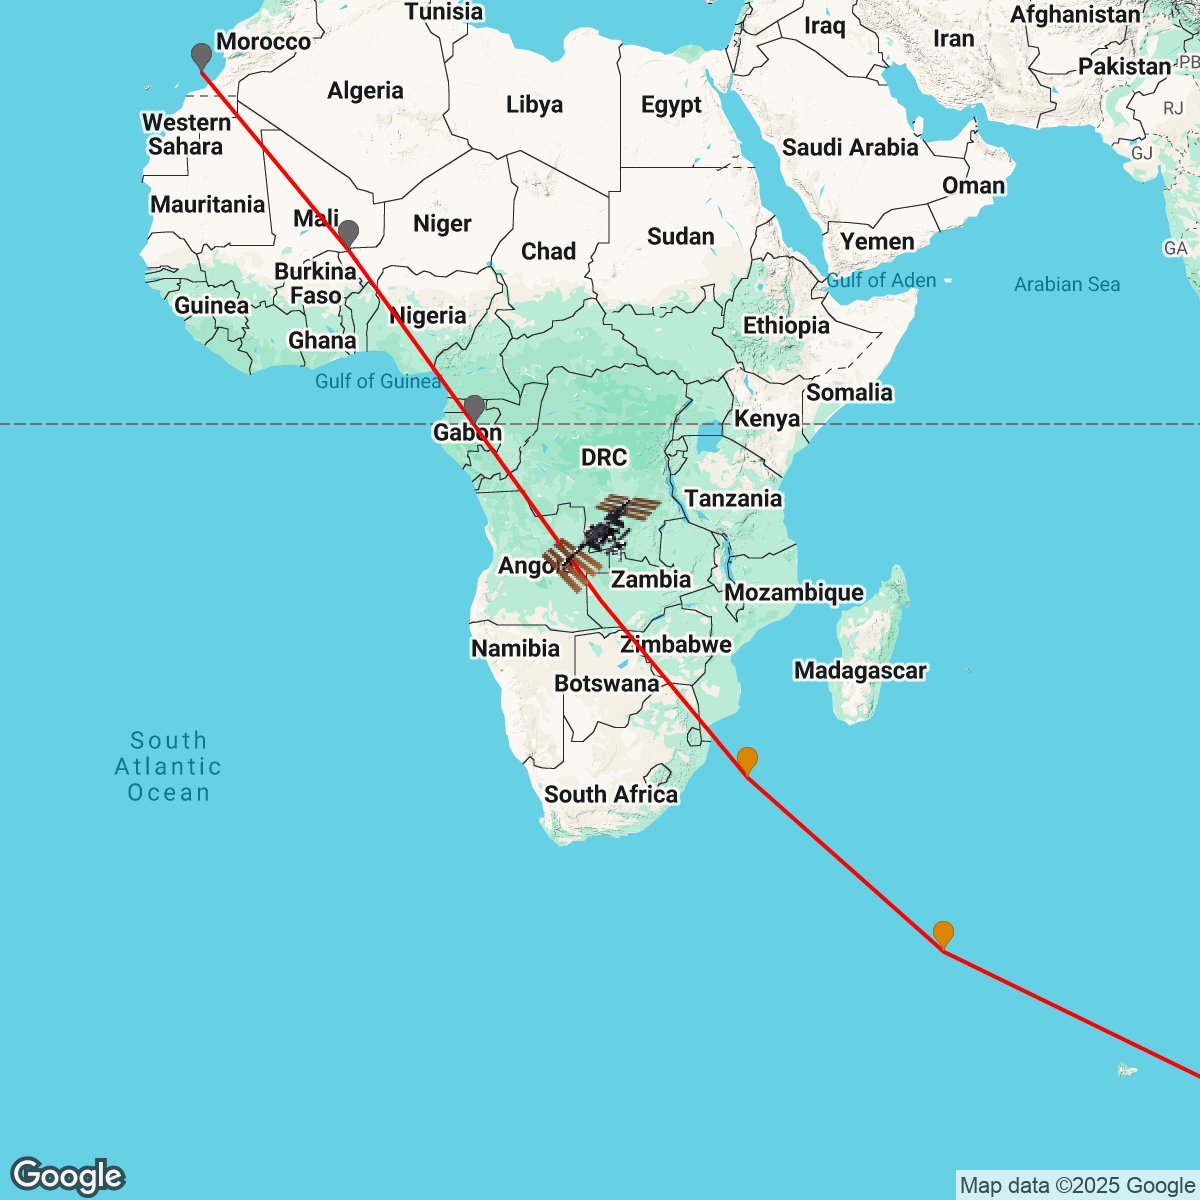 Tunisia
Afghanistan
Iraq
Iran
Morocco
Pakistan
PB
Algeria
Libya
Egypt
RJ
Western
Sahara
Saudi Arabia
GJ
Oman
Mauritania
Mali
Niger
Chad
Sudan
Yemen
GA
Burkina
Faso
Gulf of Aden
Arabian Sea
Guinea
Nigeria
Ethiopia
Ghana
Gulf of Guinea
Somalia
Kenya
Gabon
DRC
Tanzania
Angola
Zambia
Mozambique
Namibia
Zimbabwe
Madagascar
Botswana
South
Atlantic
Ocean
South Africa
Google
Map data ©2025 Google